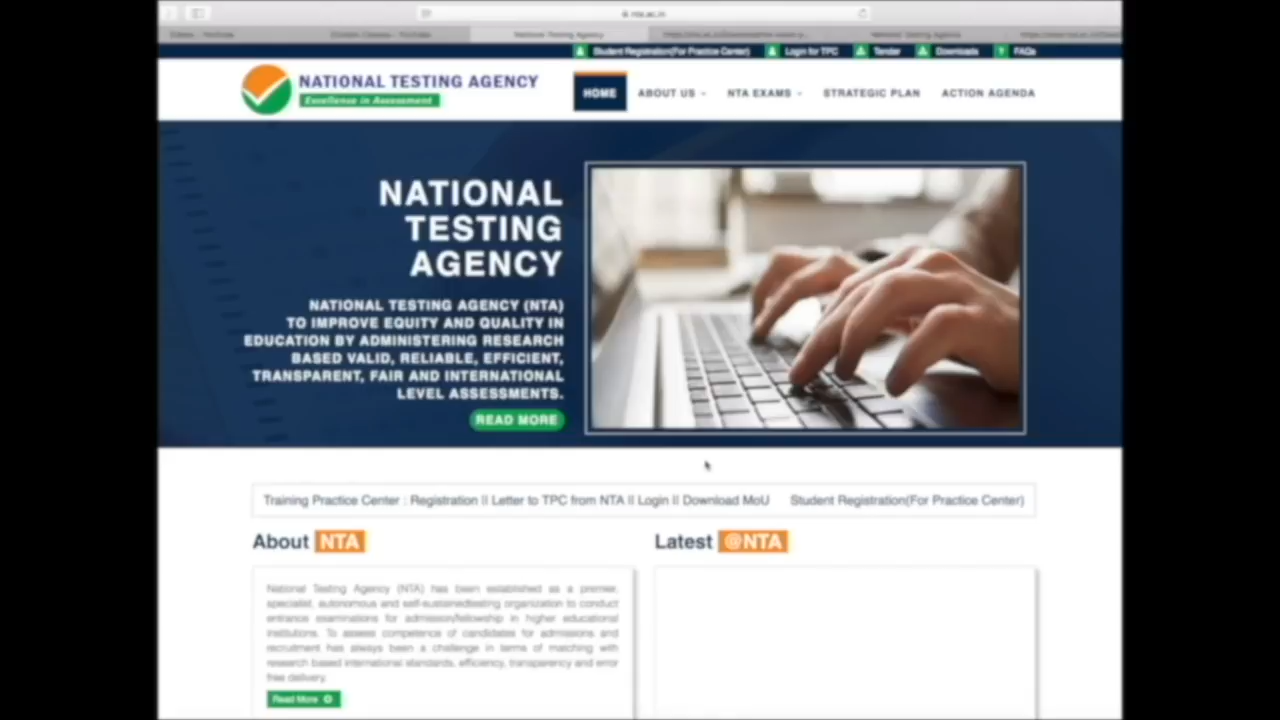 nta.ac.in
National Testing Agency
Student Registration(For Practice Center)
Login for TPC
Tender
Downloads
FAQs
NATIONAL TESTING AGENCY
Excellence in Assessment
HOME
ABOUT US
NTA EXAMS
STRATEGIC PLAN
ACTION AGENDA
NATIONAL
TESTING
AGENCY
NATIONAL TESTING AGENCY (NTA)
TO IMPROVE EQUITY AND QUALITY IN
EDUCATION BY ADMINISTERING RESEARCH
BASED VALID, RELIABLE, EFFICIENT,
TRANSPARENT, FAIR AND INTERNATIONAL
LEVEL ASSESSMENTS.
READ MORE
Training Practice Center : Registration || Letter to TPC from NTA || Login || Download MoU Student Registration(For Practice Center)
About NTA
Latest @NTA
National Testing Agency (NTA) has been established as a premier,
specialist, autonomous and self-sustainedtesting organization to conduct
entrance examinations for admission/fellowship in higher educational
institutions. To assess competence of candidates for admissions and
recruitment has always been a challenge in terms of matching with
research based international standards, efficiency, transparency and error
free delivery.
Read More